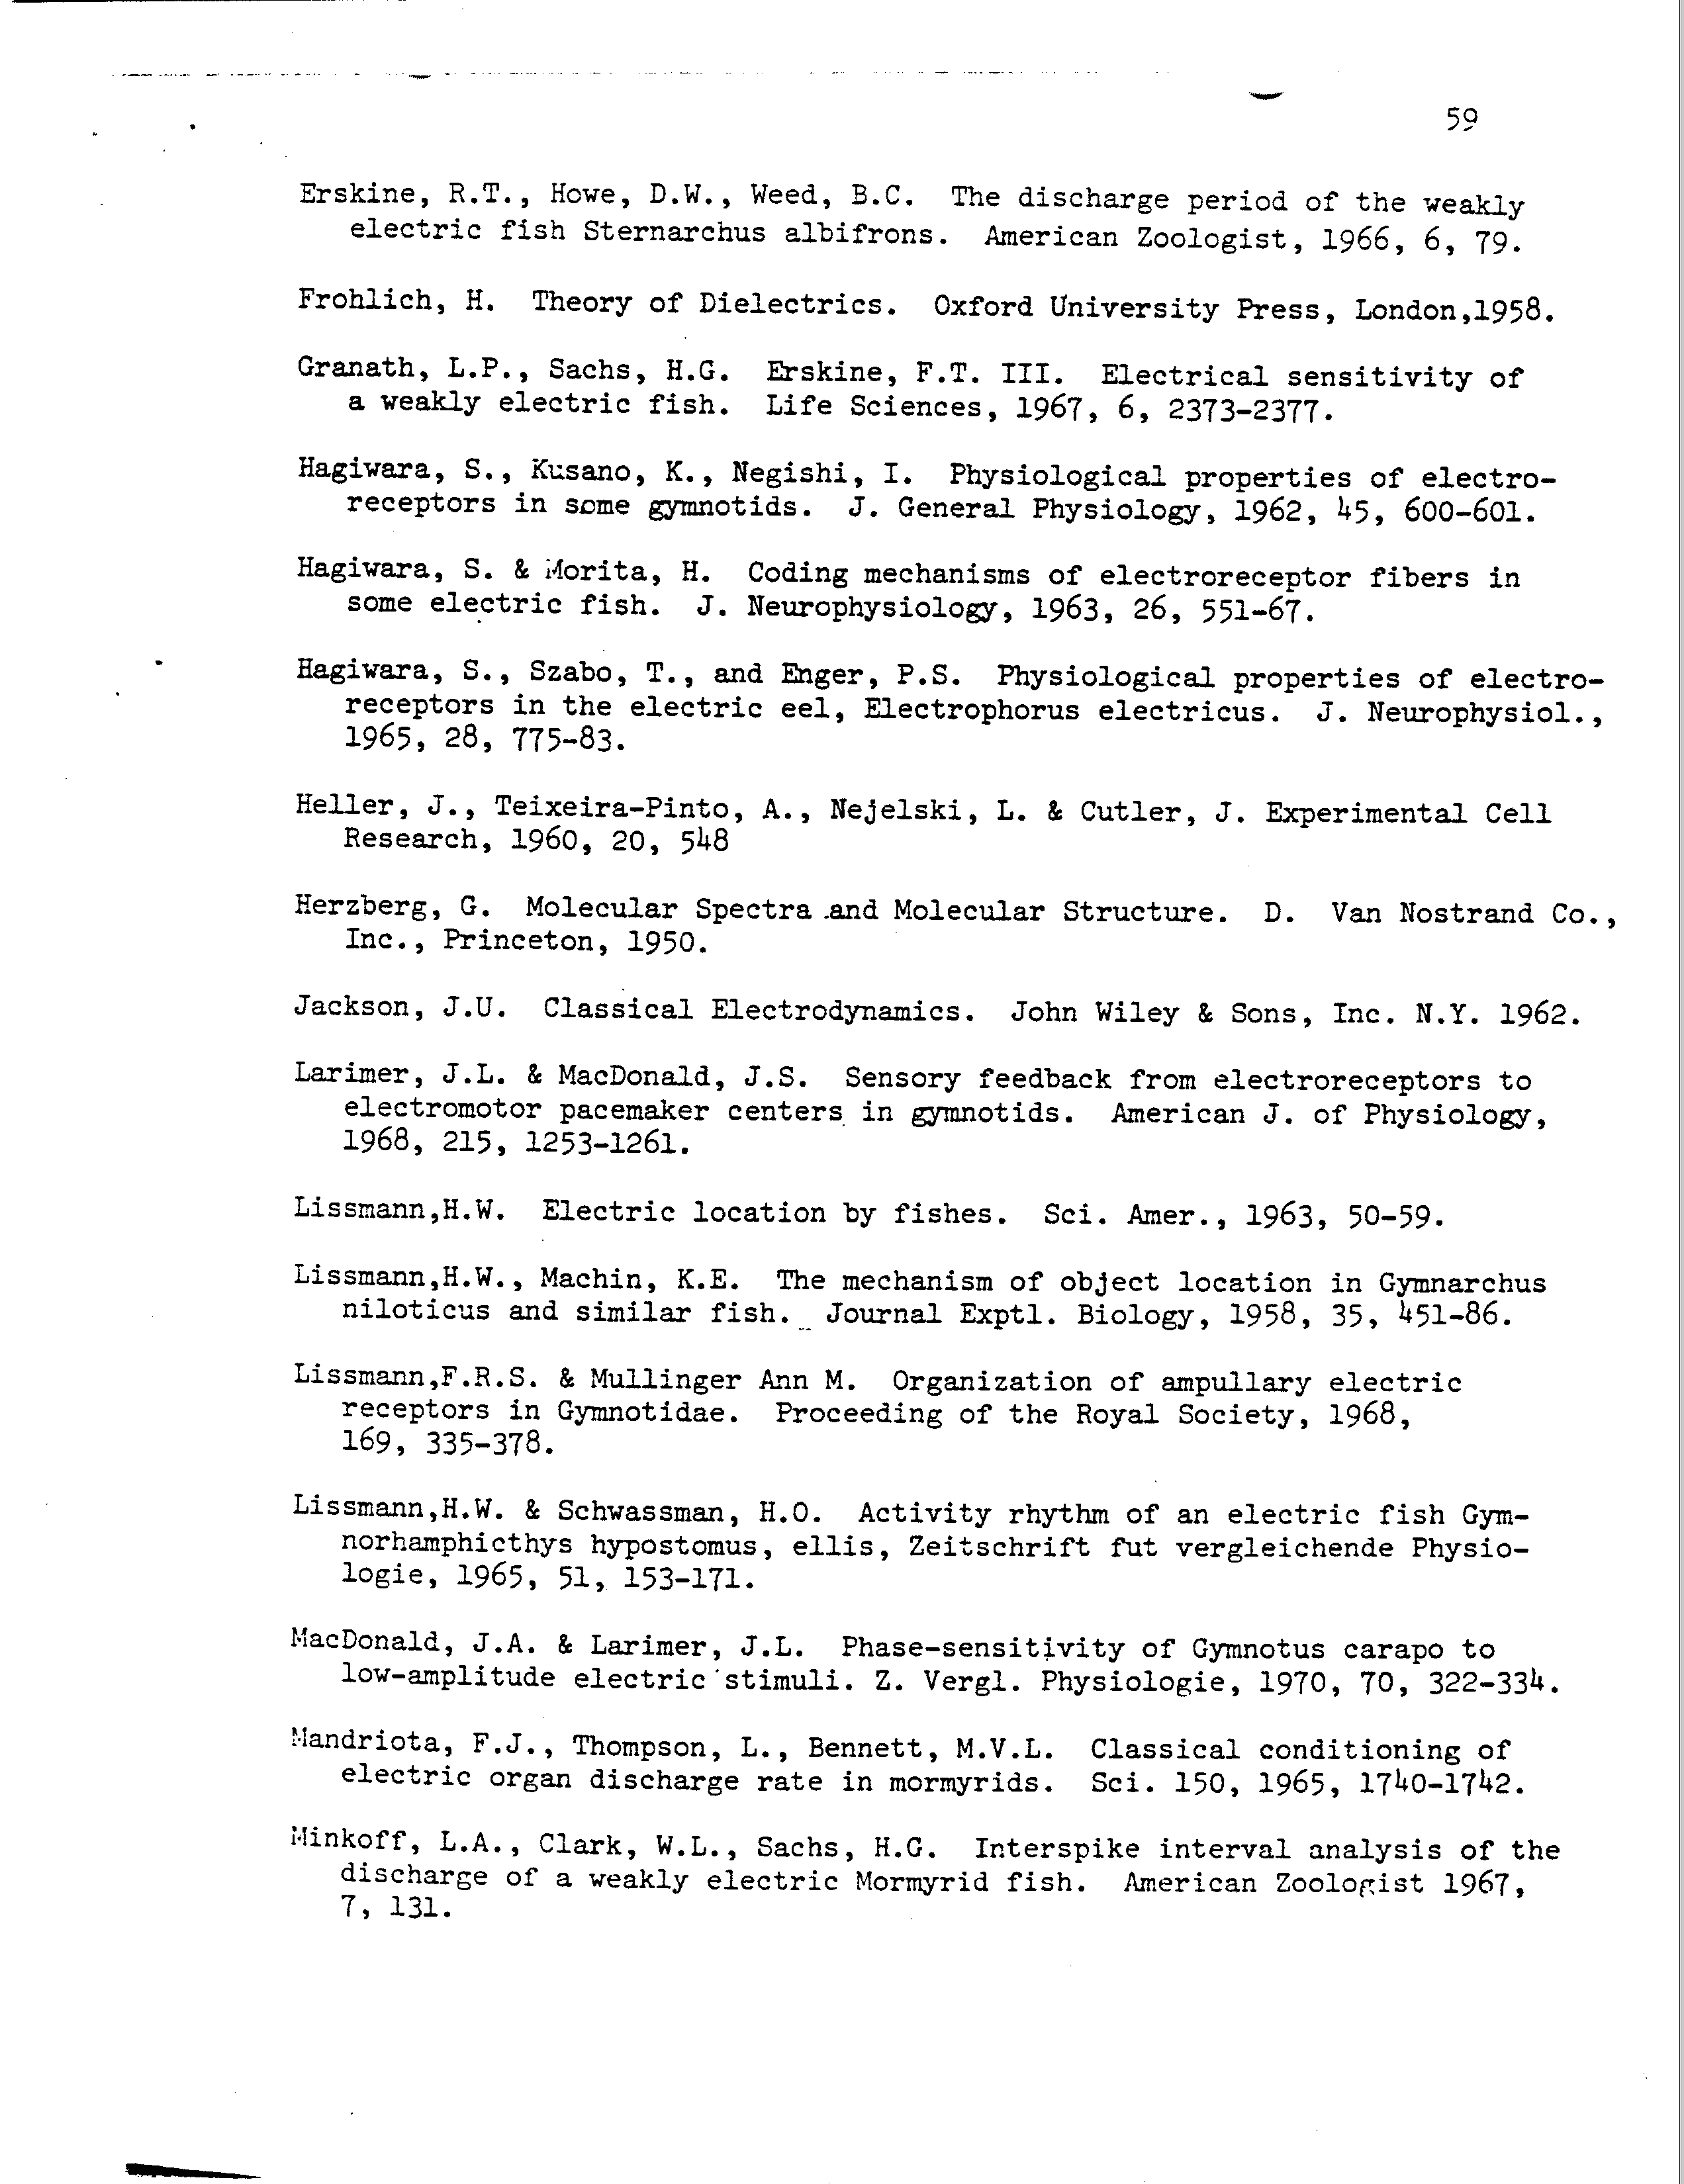 59
Erskine, R.T., Howe, D.W., Weed, B.C. The discharge period of the weakly
electric fish Sternarchus albifrons. American Zoologist, 1966, 6, 79.
Frohlich, H. Theory of Dielectrics. Oxford University Press, London,1958.
Granath, L.P., Sachs, H.G. Erskine, F.T. III. Electrical sensitivity of
a weakly electric fish. Life Sciences, 1967, 6, 2373-2377.
Hagiwara, S., Kusano, K., Negishi, I. Physiological properties of electro-
receptors in some gymnotids. J. General Physiology, 1962, 45, 600-601.
Hagiwara, S. & Morita, H. Coding mechanisms of electroreceptor fibers in
some electric fish. J. Neurophysiology, 1963, 26, 551-67.
Hagiwara, S., Szabo, T., and Enger, P.S. Physiological properties of electro-
receptors in the electric eel, Electrophorus electricus. J. Neurophysiol.,
1965, 28, 775-83.
Heller, J., Teixeira-Pinto, A., Nejelski, L. & Cutler, J. Experimental Cell
Research, 1960, 20, 548
Herzberg, G. Molecular Spectra and Molecular Structure. D. Van Nostrand Co.,
Inc., Princeton, 1950.
Jackson, J.U. Classical Electrodynamics. John Wiley & Sons, Inc. N.Y. 1962.
Larimer, J.L. & MacDonald, J.S. Sensory feedback from electroreceptors to
electromotor pacemaker centers in gymnotids. American J. of Physiology,
1968, 215, 1253-1261.
Lissmann,H.W. Electric location by fishes. Sci. Amer., 1963, 50-59.
Lissmann,H.W., Machin, K.E. The mechanism of object location in Gymnarchus
niloticus and similar fish. Journal Exptl. Biology, 1958, 35, 451-86.
Lissmann,F.R.S. & Mullinger Ann M. Organization of ampullary electric
receptors in Gymnotidae. Proceeding of the Royal Society, 1968,
169, 335-378.
Lissmann,H.W. & Schwassman, H.O. Activity rhythm of an electric fish Gym-
norhamphicthys hypostomus, ellis, Zeitschrift fut vergleichende Physio-
logie, 1965, 51, 153-171.
MacDonald, J.A. & Larimer, J.L. Phase-sensitivity of Gymnotus carapo to
low-amplitude electric stimuli. Z. Vergl. Physiologie, 1970, 70, 322-334.
Mandriota, F.J., Thompson, L., Bennett, M.V.L. Classical conditioning of
electric organ discharge rate in mormyrids. Sci. 150, 1965, 1740-1742.
Minkoff, L.A., Clark, W.L., Sachs, H.G. Interspike interval analysis of the
discharge of a weakly electric Mormyrid fish. American Zoologist 1967,
7, 131.